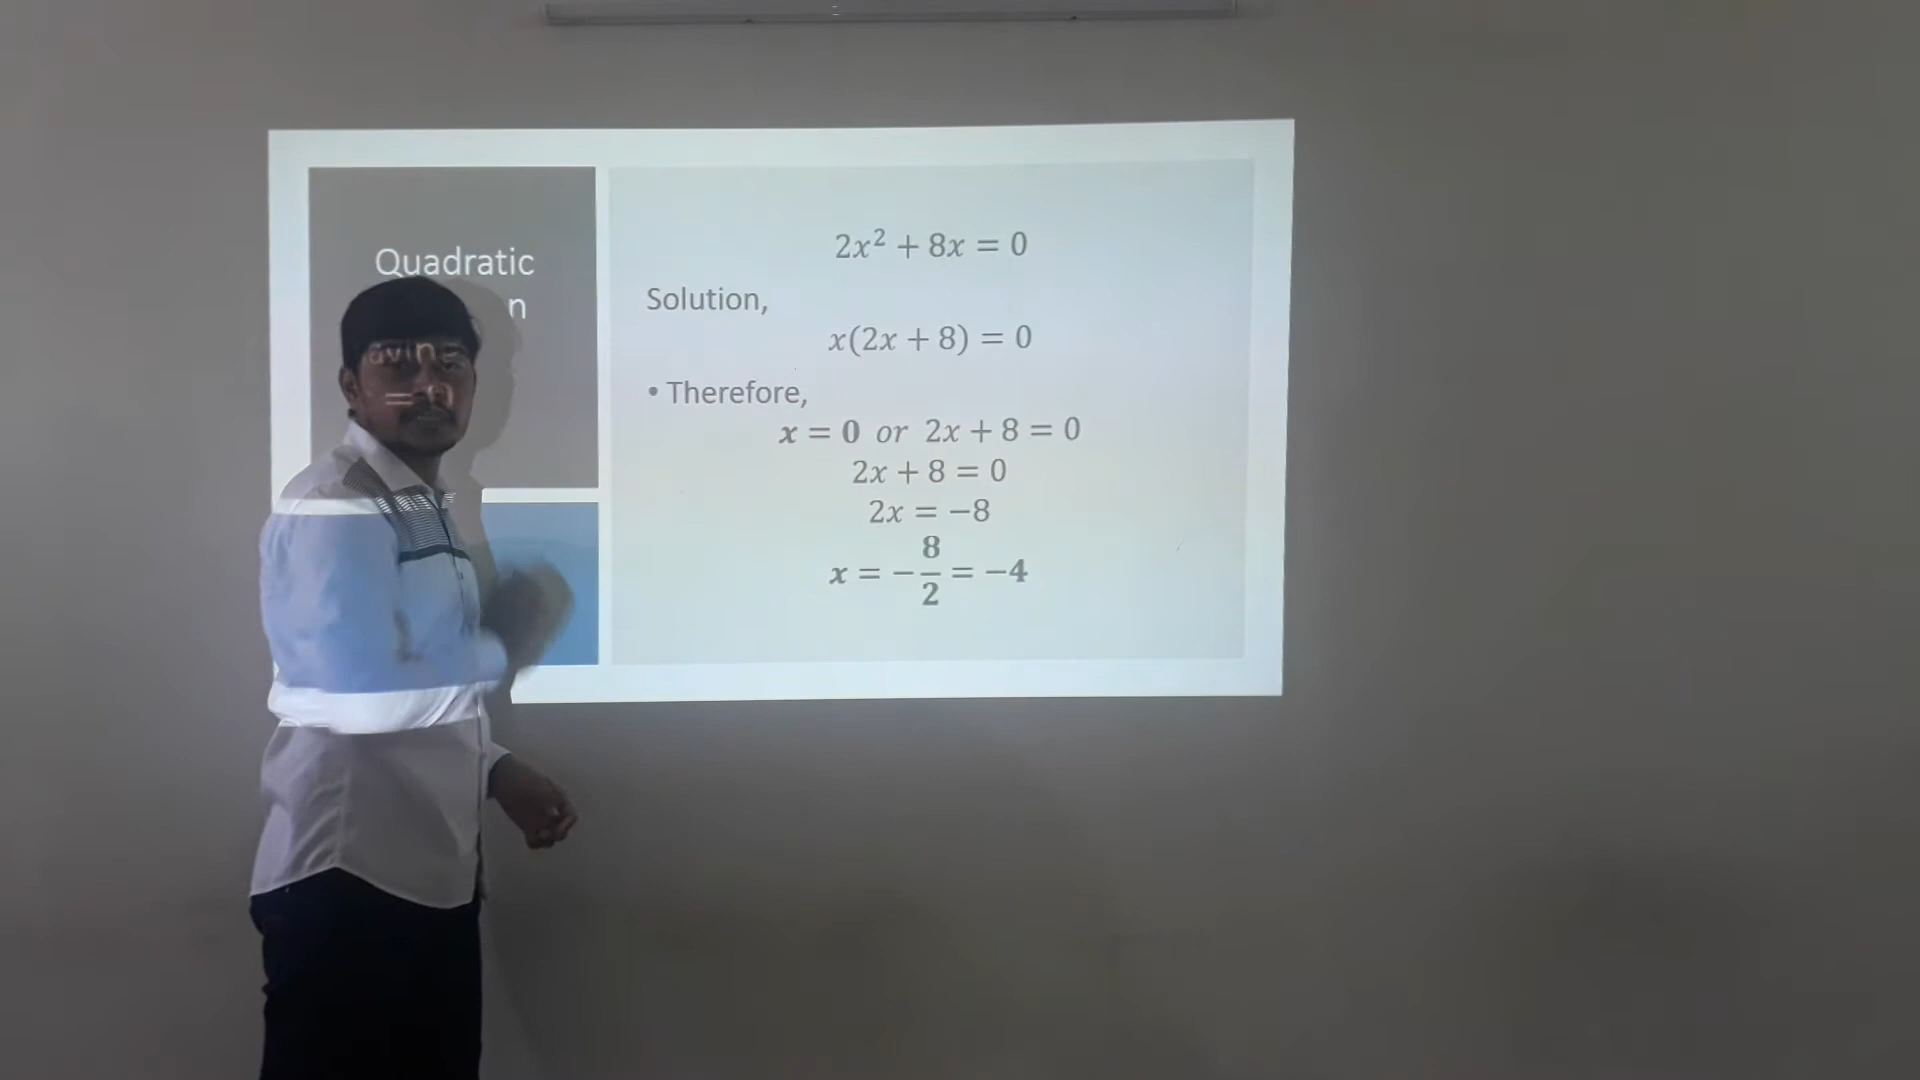 Quadratic
n
=
2x² + 8x = 0
Solution,
x(2x + 8) = 0
• Therefore,
x = 0 or 2x + 8 = 0
2x + 8 = 0
2x = −8
x = −8/2 = −4